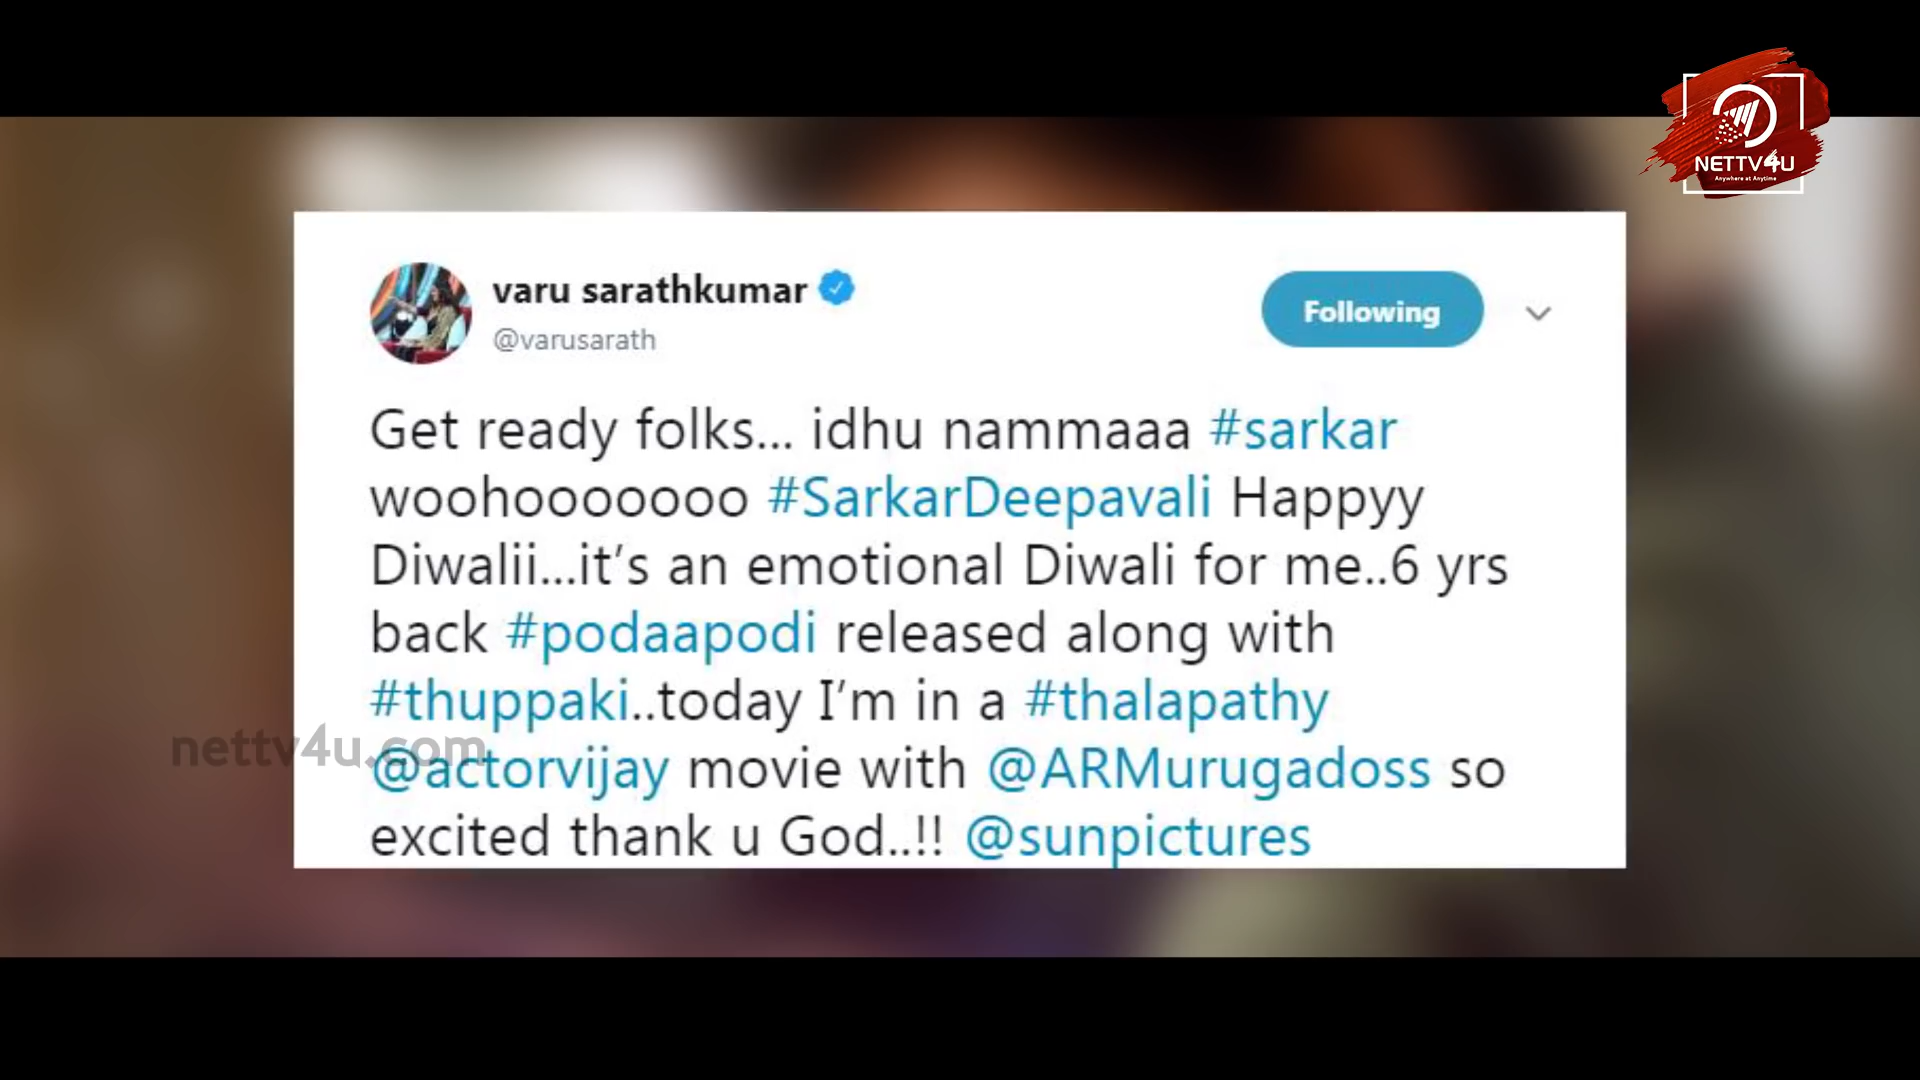 NETTV4U
Anywhere at Anytime
varu sarathkumar
@varusarath
Following
Get ready folks... idhu nammaaa #sarkar
woohooooooo #SarkarDeepavali Happyy
Diwalii...it’s an emotional Diwali for me..6 yrs
back #podaapodi released along with
#thuppaki..today I’m in a #thalapathy
@actorvijay movie with @ARMurugadoss so
excited thank u God..!! @sunpictures
nettv4u.com